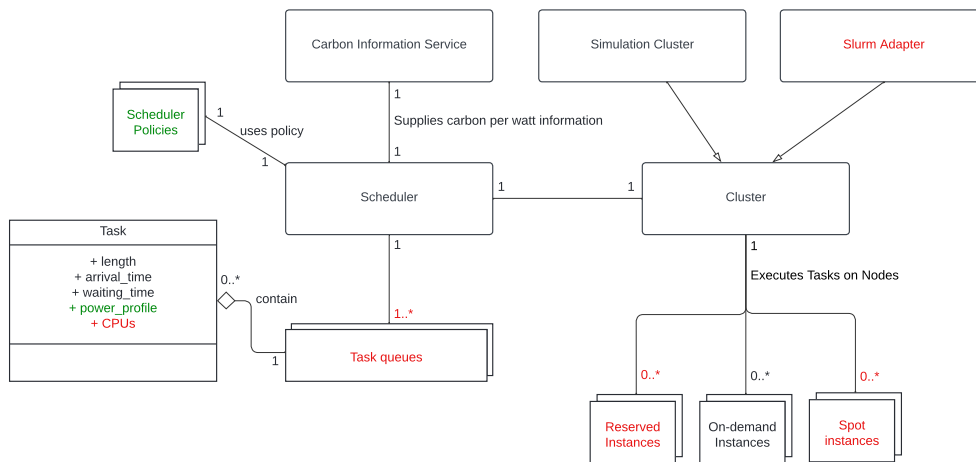 Carbon Information Service
Simulation Cluster
Slurm Adapter
Scheduler
Policies
1
uses policy
1
1
Supplies carbon per watt information
1
Scheduler
1
1
Cluster
Task
+ length
+ arrival_time
+ waiting_time
+ power_profile
+ CPUs
0..*
contain
1
1
1..*
Task queues
1
Executes Tasks on Nodes
0..*
0..*
0..*
Reserved
Instances
On-demand
Instances
Spot
instances